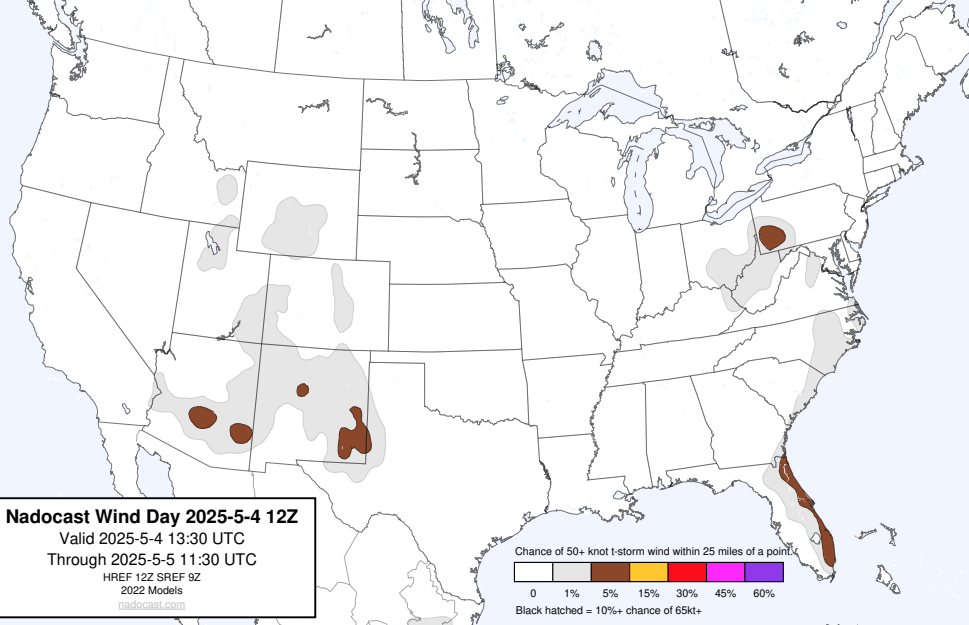 Nadocast Wind Day 2025-5-4 12Z
Valid 2025-5-4 13:30 UTC
Through 2025-5-5 11:30 UTC
HREF 12Z SREF 9Z
2022 Models
nadocast.com
Chance of 50+ knot t-storm wind within 25 miles of a point.
0 1% 5% 15% 30% 45% 60%
Black hatched = 10%+ chance of 65kt+